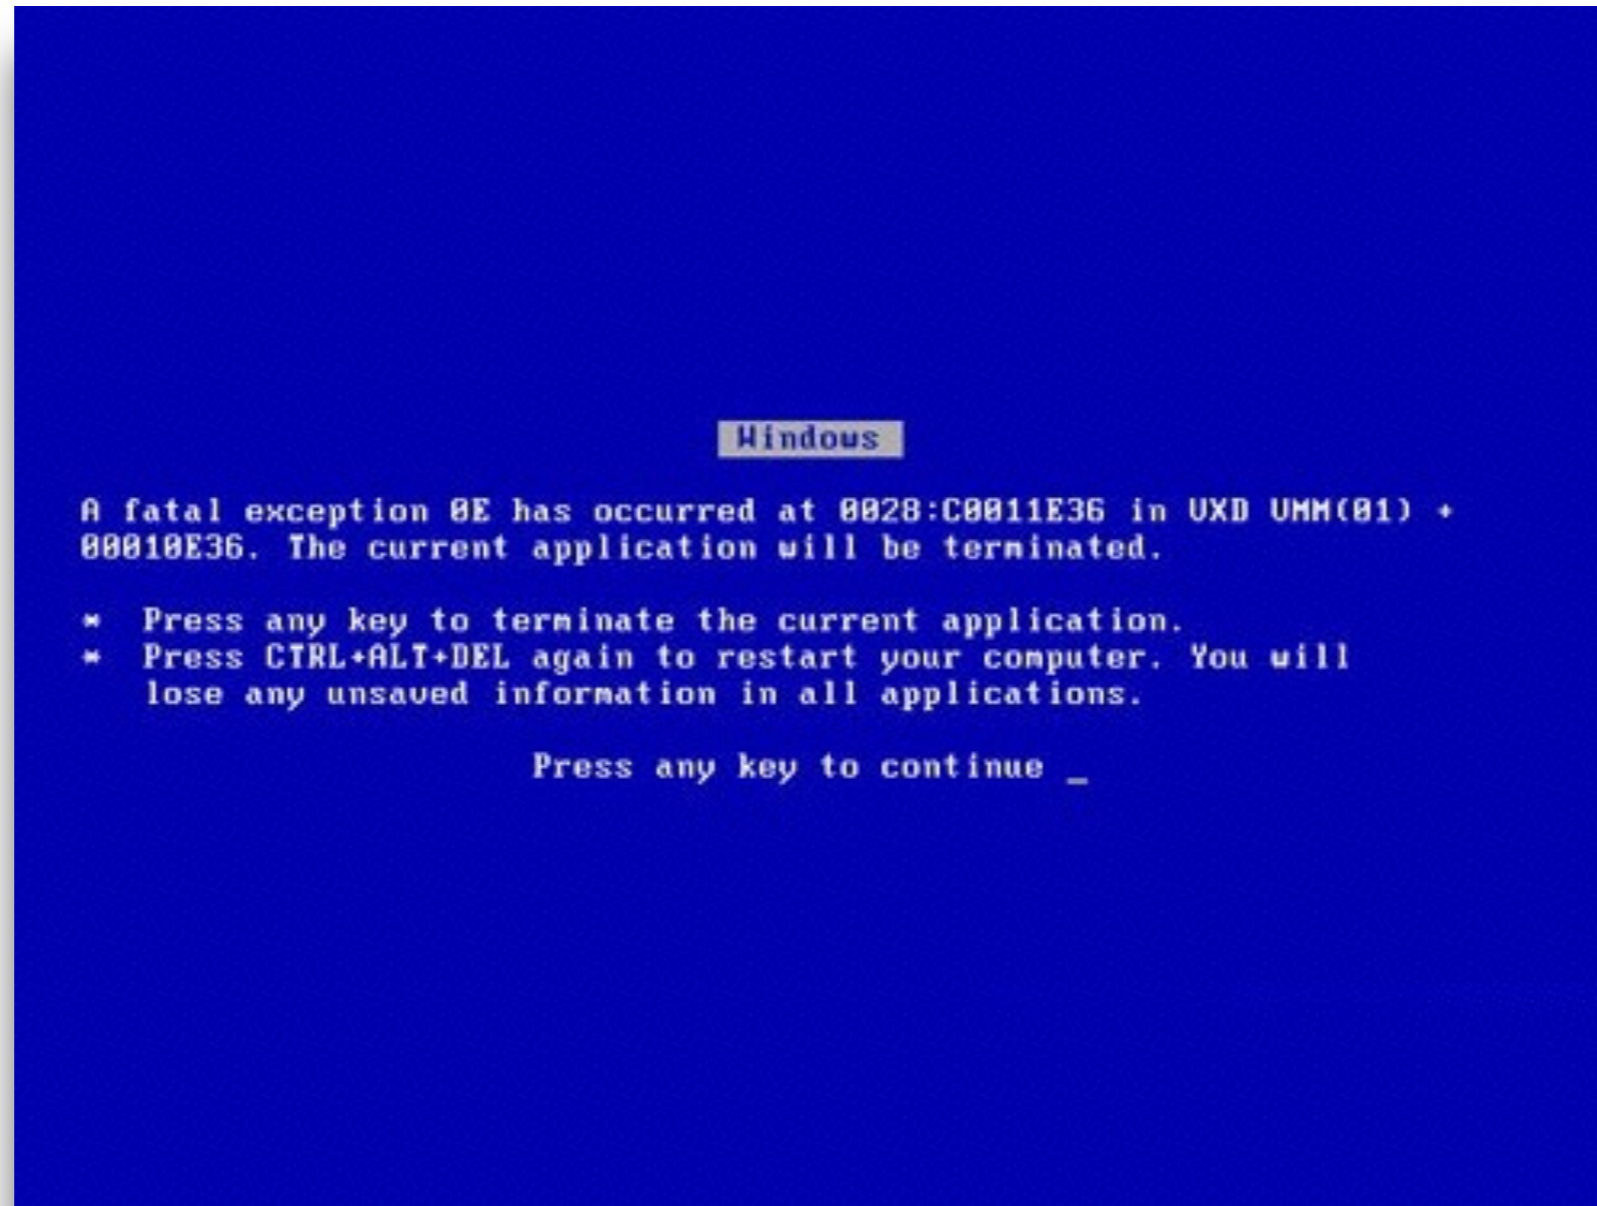 Windows
A fatal exception 0E has occurred at 0028:C0011E36 in VXD VMM(01) +
00010E36. The current application will be terminated.
* Press any key to terminate the current application.
* Press CTRL+ALT+DEL again to restart your computer. You will
lose any unsaved information in all applications.
Press any key to continue _